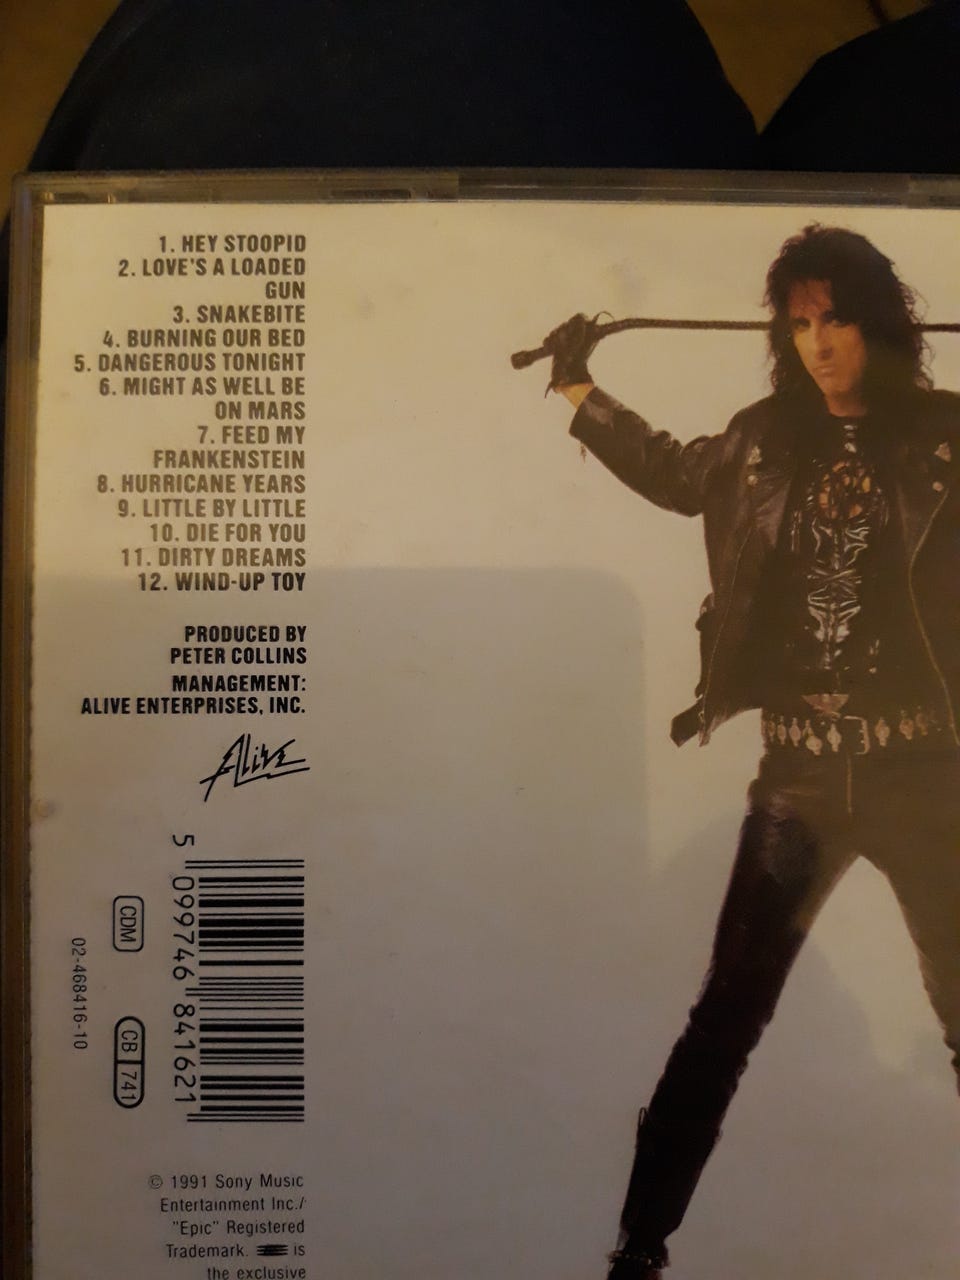 1. HEY STOOPID
2. LOVE'S A LOADED
GUN
3. SNAKEBITE
4. BURNING OUR BED
5. DANGEROUS TONIGHT
6. MIGHT AS WELL BE
ON MARS
7. FEED MY
FRANKENSTEIN
8. HURRICANE YEARS
9. LITTLE BY LITTLE
10. DIE FOR YOU
11. DIRTY DREAMS
12. WIND-UP TOY
PRODUCED BY
PETER COLLINS
MANAGEMENT:
ALIVE ENTERPRISES, INC.
Alive
5 099746 841621
CDM
CB 741
02-468416-10
© 1991 Sony Music
Entertainment Inc./
"Epic" Registered
Trademark. is
the exclusive